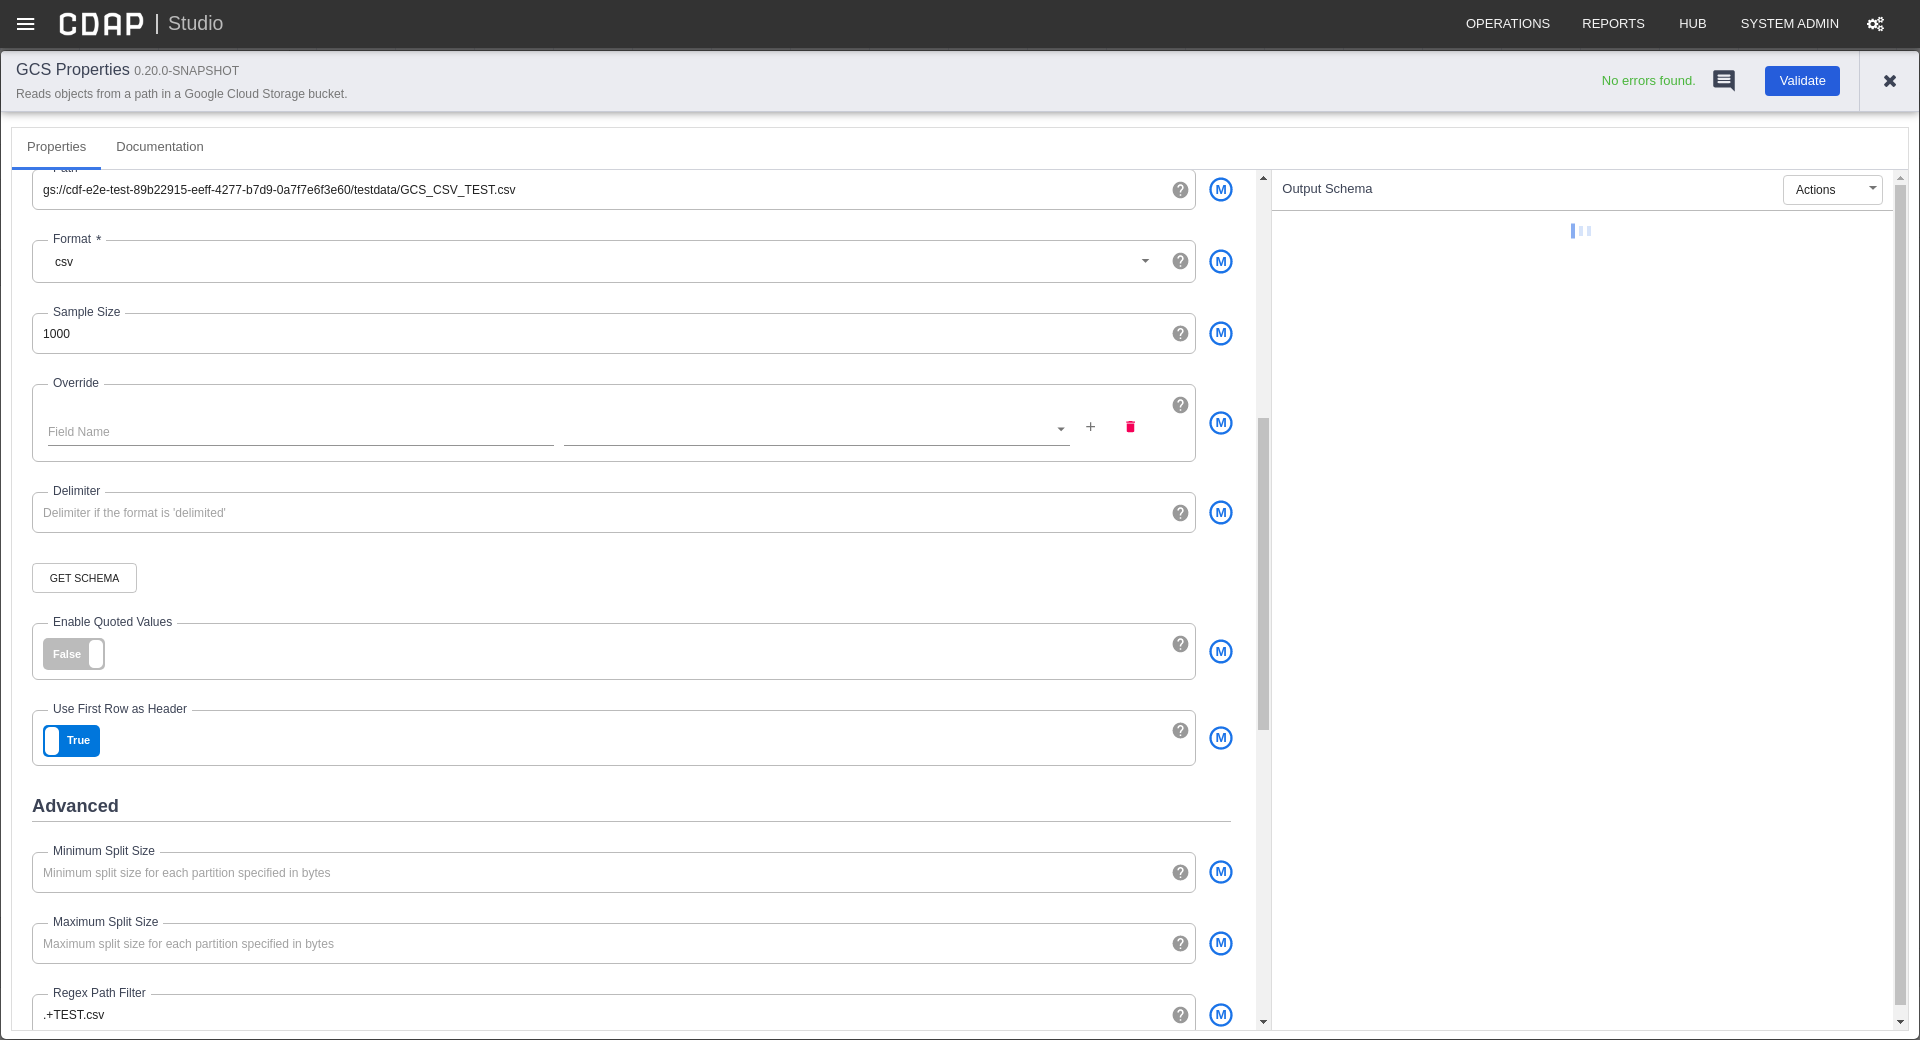 CDAP | Studio
OPERATIONS REPORTS HUB SYSTEM ADMIN
GCS Properties 0.20.0-SNAPSHOT
Reads objects from a path in a Google Cloud Storage bucket.
No errors found.
Validate
Properties Documentation
Path
gs://cdf-e2e-test-89b22915-eeff-4277-b7d9-0a7f7e6f3e60/testdata/GCS_CSV_TEST.csv
M
Format *
csv
M
Sample Size
1000
M
Override
Field Name
M
Delimiter
Delimiter if the format is 'delimited'
M
GET SCHEMA
Enable Quoted Values
False
M
Use First Row as Header
True
M
Advanced
Minimum Split Size
Minimum split size for each partition specified in bytes
M
Maximum Split Size
Maximum split size for each partition specified in bytes
M
Regex Path Filter
.+TEST.csv
M
Output Schema
Actions